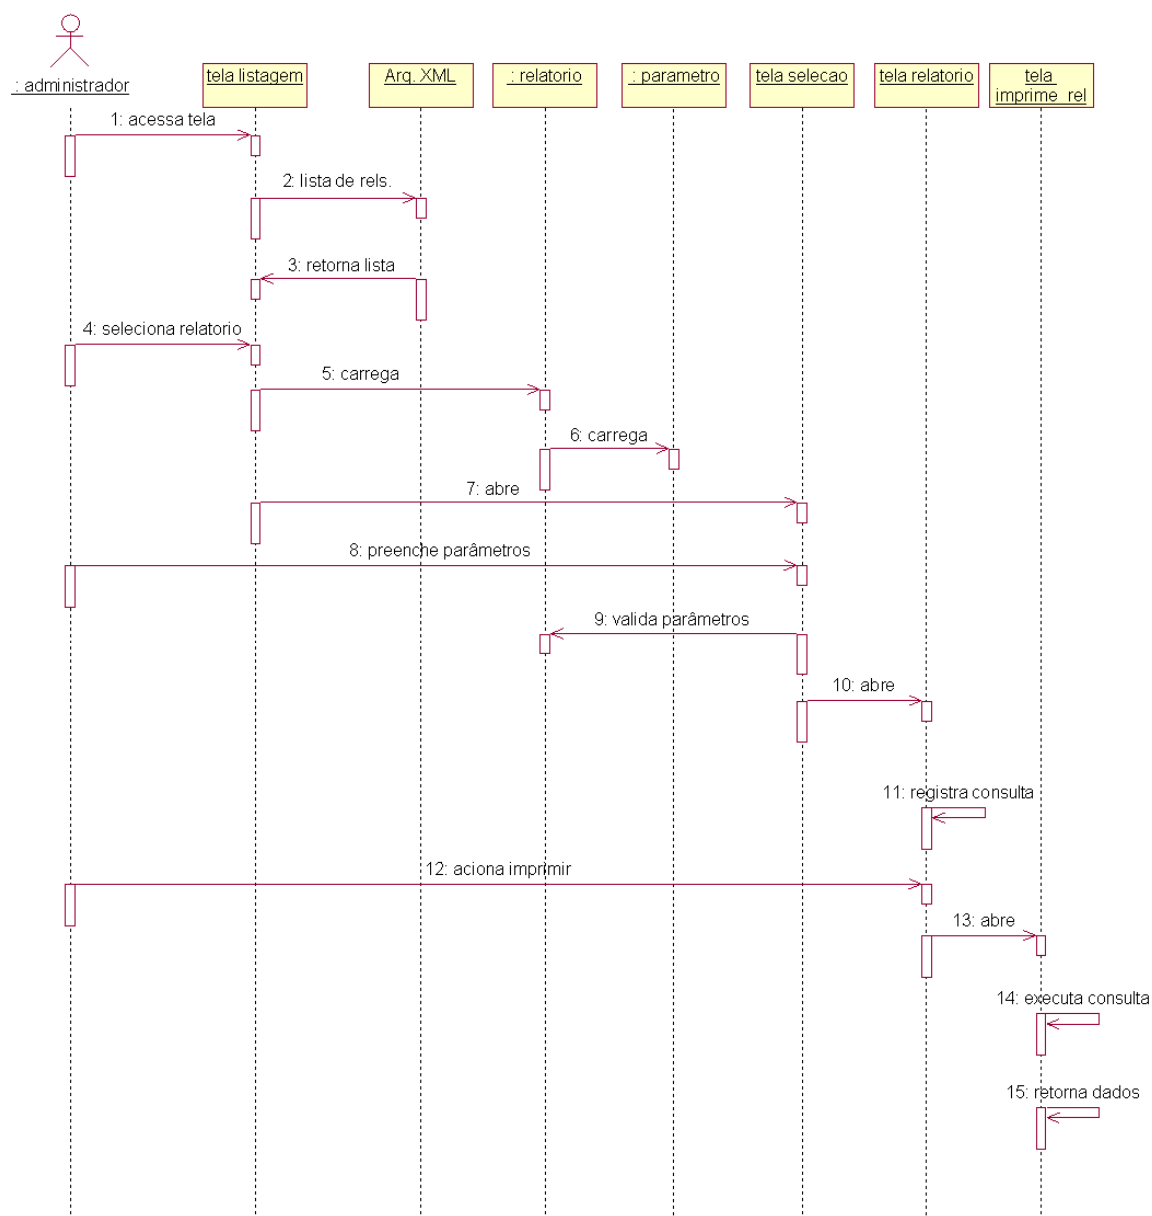 : administrador
tela listagem
Arq. XML
: relatorio
: parametro
tela selecao
tela relatorio
tela
imprime_rel
1: acessa tela
2: lista de rels.
3: retorna lista
4: seleciona relatorio
5: carrega
6: carrega
7: abre
8: preenche parâmetros
9: valida parâmetros
10: abre
11: registra consulta
12: aciona imprimir
13: abre
14: executa consulta
15: retorna dados